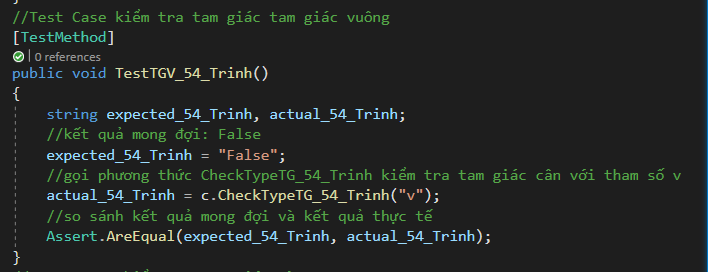 //Test Case kiểm tra tam giác tam giác vuông
[TestMethod]
0 references
public void TestTGV_54_Trinh()
{
string expected_54_Trinh, actual_54_Trinh;
//kết quả mong đợi: False
expected_54_Trinh = "False";
//gọi phương thức CheckTypeTG_54_Trinh kiểm tra tam giác cân với tham số v
actual_54_Trinh = c.CheckTypeTG_54_Trinh("v");
//so sánh kết quả mong đợi và kết quả thực tế
Assert.AreEqual(expected_54_Trinh, actual_54_Trinh);
}